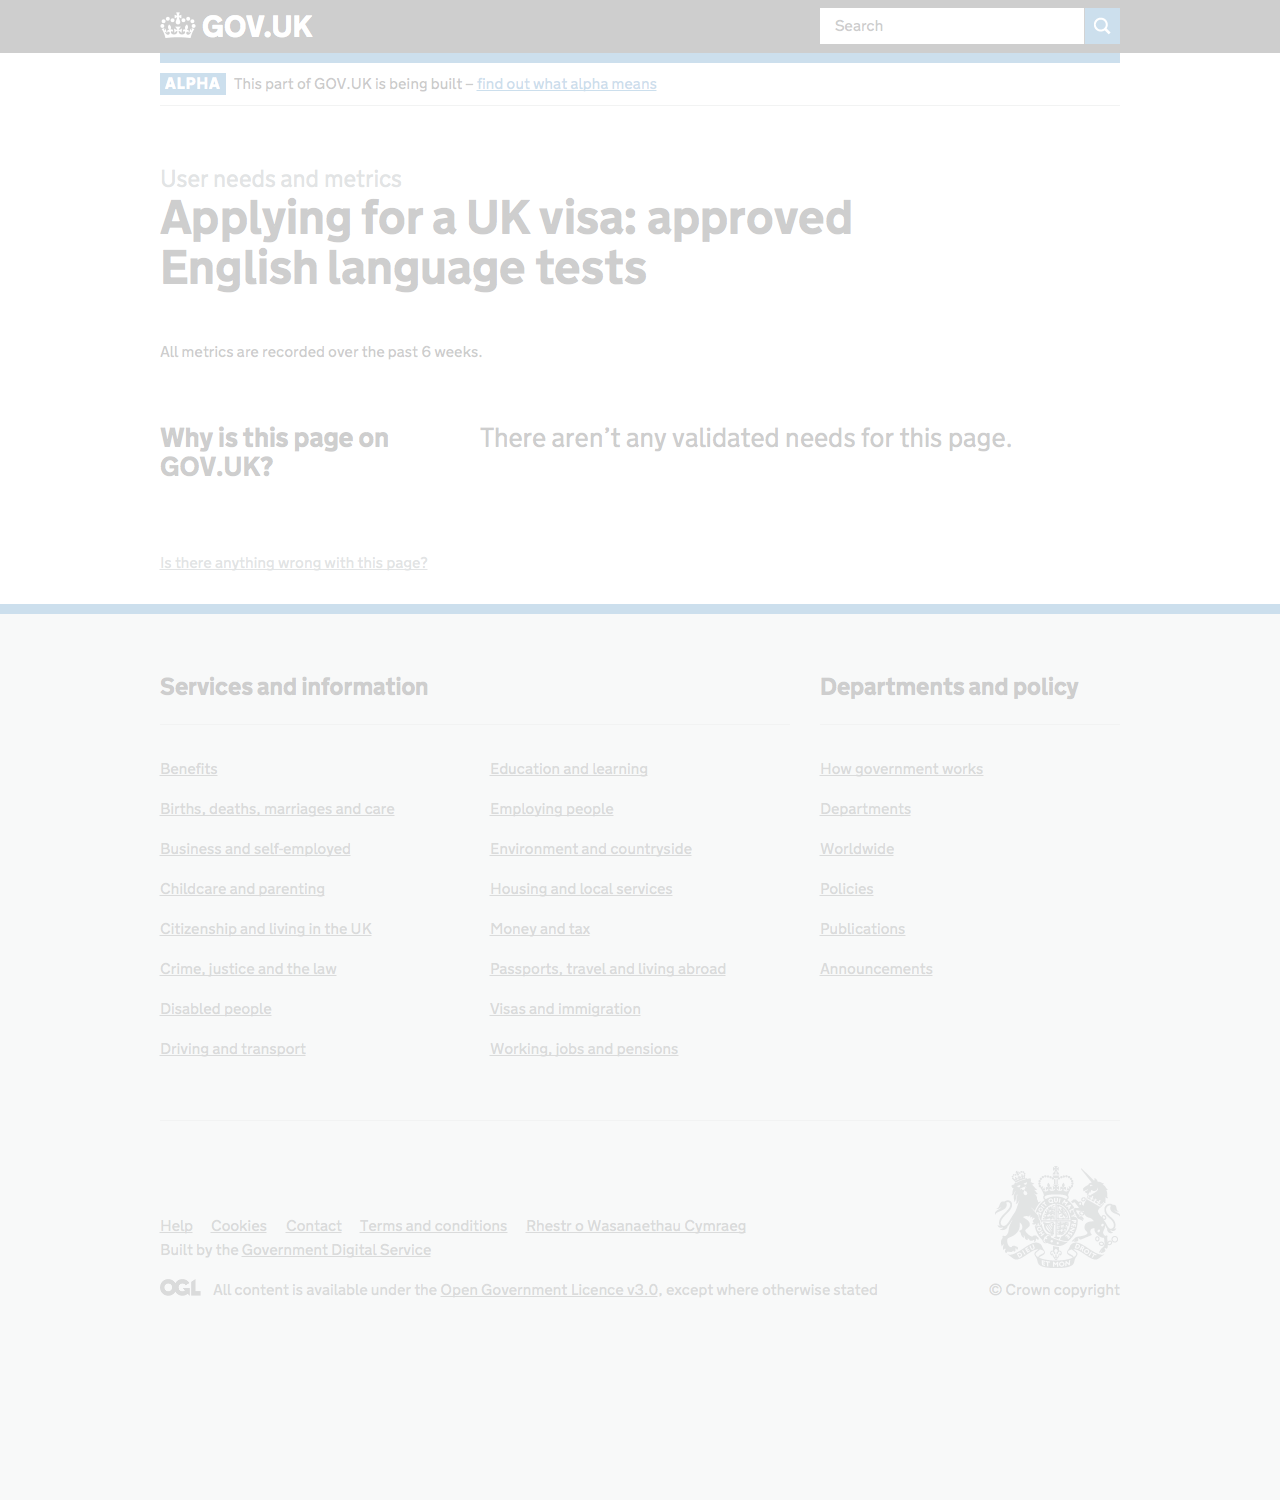 GOV.UK
Search
ALPHA This part of GOV.UK is being built – find out what alpha means
User needs and metrics
Applying for a UK visa: approved
English language tests
All metrics are recorded over the past 6 weeks.
Why is this page on
GOV.UK?
There aren’t any validated needs for this page.
Is there anything wrong with this page?
Services and information
Benefits
Births, deaths, marriages and care
Business and self-employed
Childcare and parenting
Citizenship and living in the UK
Crime, justice and the law
Disabled people
Driving and transport
Education and learning
Employing people
Environment and countryside
Housing and local services
Money and tax
Passports, travel and living abroad
Visas and immigration
Working, jobs and pensions
Departments and policy
How government works
Departments
Worldwide
Policies
Publications
Announcements
Help Cookies Contact Terms and conditions Rhestr o Wasanaethau Cymraeg
Built by the Government Digital Service
OGL All content is available under the Open Government Licence v3.0, except where otherwise stated
© Crown copyright